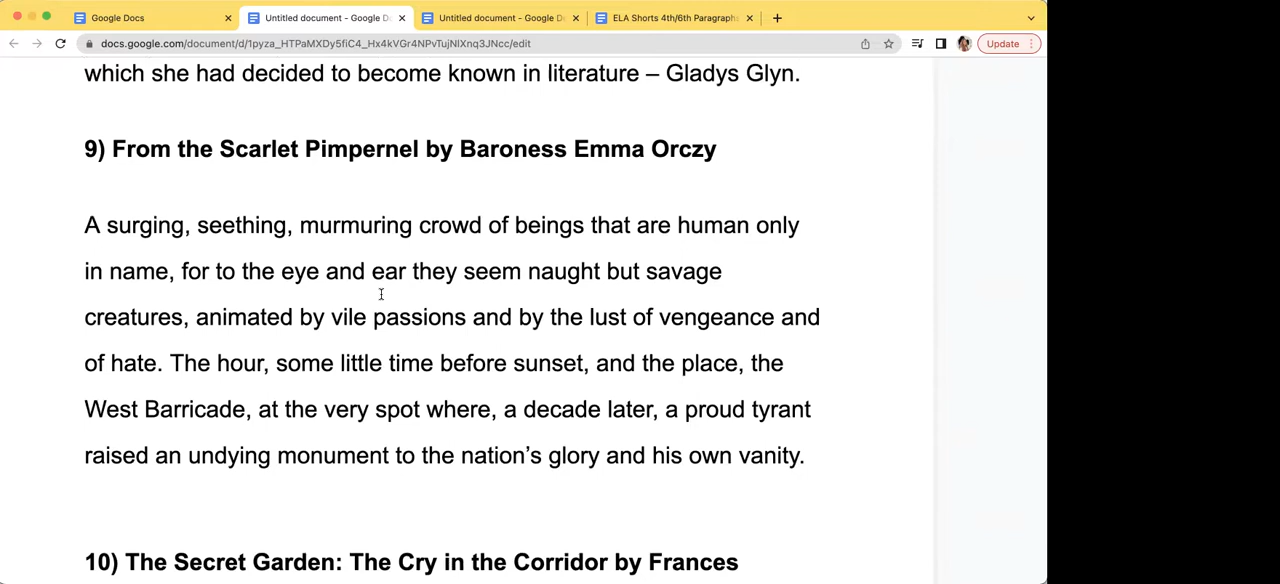 Google Docs
Untitled document - Google D
Untitled document - Google D
ELA Shorts 4th/6th Paragraphs
docs.google.com/document/d/1pyza_HTPaMXDy5fiC4_Hx4kVGr4NPvTujNIXnq3JNcc/edit
Update
which she had decided to become known in literature – Gladys Glyn.
9) From the Scarlet Pimpernel by Baroness Emma Orczy
A surging, seething, murmuring crowd of beings that are human only
in name, for to the eye and ear they seem naught but savage
creatures, animated by vile passions and by the lust of vengeance and
of hate. The hour, some little time before sunset, and the place, the
West Barricade, at the very spot where, a decade later, a proud tyrant
raised an undying monument to the nation’s glory and his own vanity.
10) The Secret Garden: The Cry in the Corridor by Frances